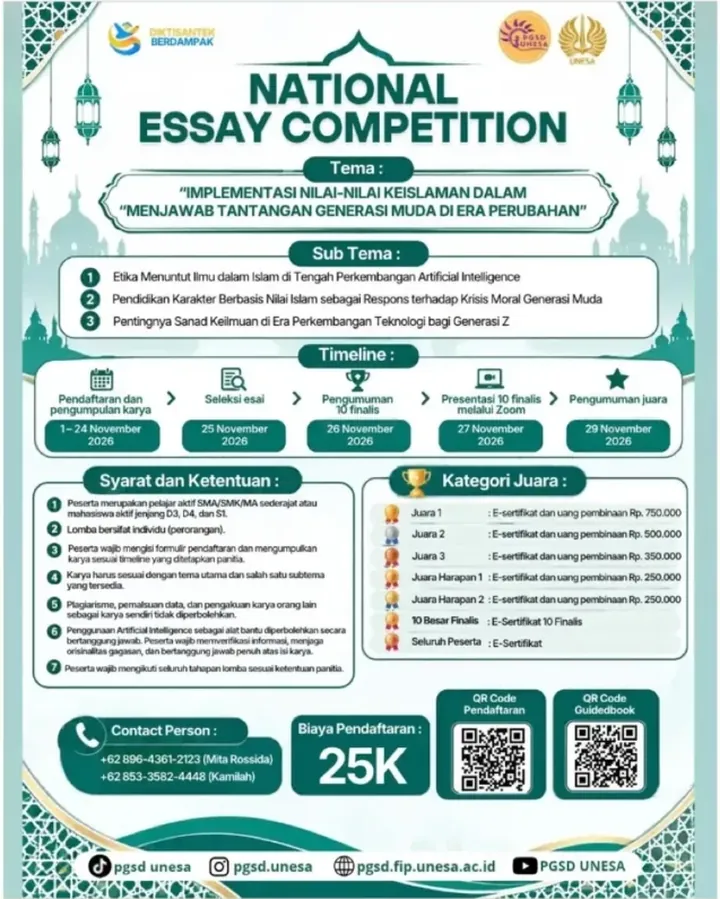 DIKTISAINTEK
BERDAMPAK
PGSD
UNESA
UNESA
NATIONAL
ESSAY COMPETITION
Tema :
"IMPLEMENTASI NILAI-NILAI KEISLAMAN DALAM
"MENJAWAB TANTANGAN GENERASI MUDA DI ERA PERUBAHAN"
Sub Tema :
1 Etika Menuntut Ilmu dalam Islam di Tengah Perkembangan Artificial Intelligence
2 Pendidikan Karakter Berbasis Nilai Islam sebagai Respons terhadap Krisis Moral Generasi Muda
3 Pentingnya Sanad Keilmuan di Era Perkembangan Teknologi bagi Generasi Z
Timeline :
Pendaftaran dan
pengumpulan karya
1–24 November
2026
Seleksi esai
25 November
2026
Pengumuman
10 finalis
26 November
2026
Presentasi 10 finalis
melalui Zoom
27 November
2026
Pengumuman juara
29 November
2026
Syarat dan Ketentuan :
1 Peserta merupakan pelajar aktif SMA/SMK/MA sederajat atau
mahasiswa aktif jenjang D3, D4, dan S1.
2 Lomba bersifat individu (perorangan).
3 Peserta wajib mengisi formulir pendaftaran dan mengumpulkan
karya sesuai timeline yang ditetapkan panitia.
4 Karya harus sesuai dengan tema utama dan salah satu subtema
yang tersedia.
5 Plagiarisme, pemalsuan data, dan pengakuan karya orang lain
sebagai karya sendiri tidak diperbolehkan.
6 Penggunaan Artificial Intelligence sebagai alat bantu diperbolehkan secara
bertanggung jawab. Peserta wajib memverifikasi informasi, menjaga
orisinalitas gagasan, dan bertanggung jawab penuh atas isi karya.
7 Peserta wajib mengikuti seluruh tahapan lomba sesuai ketentuan panitia.
Kategori Juara :
Juara 1 : E-sertifikat dan uang pembinaan Rp. 750.000
Juara 2 : E-sertifikat dan uang pembinaan Rp. 500.000
Juara 3 : E-sertifikat dan uang pembinaan Rp. 350.000
Juara Harapan 1 : E-sertifikat dan uang pembinaan Rp. 250.000
Juara Harapan 2 : E-sertifikat dan uang pembinaan Rp. 250.000
10 Besar Finalis : E-Sertifikat 10 Finalis
Seluruh Peserta : E-Sertifikat
Contact Person :
+62 896-4361-2123 (Mita Rossida)
+62 853-3582-4448 (Kamilah)
Biaya Pendaftaran :
25K
QR Code
Pendaftaran
QR Code
Guidedbook
pgsd unesa
pgsd.unesa
pgsd.fip.unesa.ac.id
PGSD UNESA